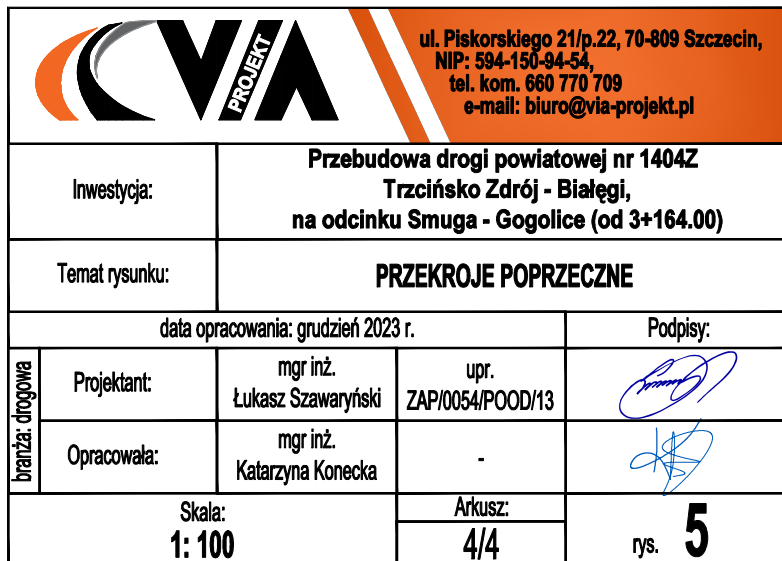 VIA
PROJEKT
ul. Piskorskiego 21/p.22, 70-809 Szczecin,
NIP: 594-150-94-54,
tel. kom. 660 770 709
e-mail: biuro@via-projekt.pl
Inwestycja:
Przebudowa drogi powiatowej nr 1404Z
Trzcińsko Zdrój - Białęgi,
na odcinku Smuga - Gogolice (od 3+164.00)
Temat rysunku:
PRZEKROJE POPRZECZNE
data opracowania: grudzień 2023 r.
Podpisy:
branża: drogowa
Projektant:
mgr inż.
Łukasz Szawaryński
upr.
ZAP/0054/POOD/13
Opracowała:
mgr inż.
Katarzyna Konecka
-
Skala:
1: 100
Arkusz:
4/4
rys. 5